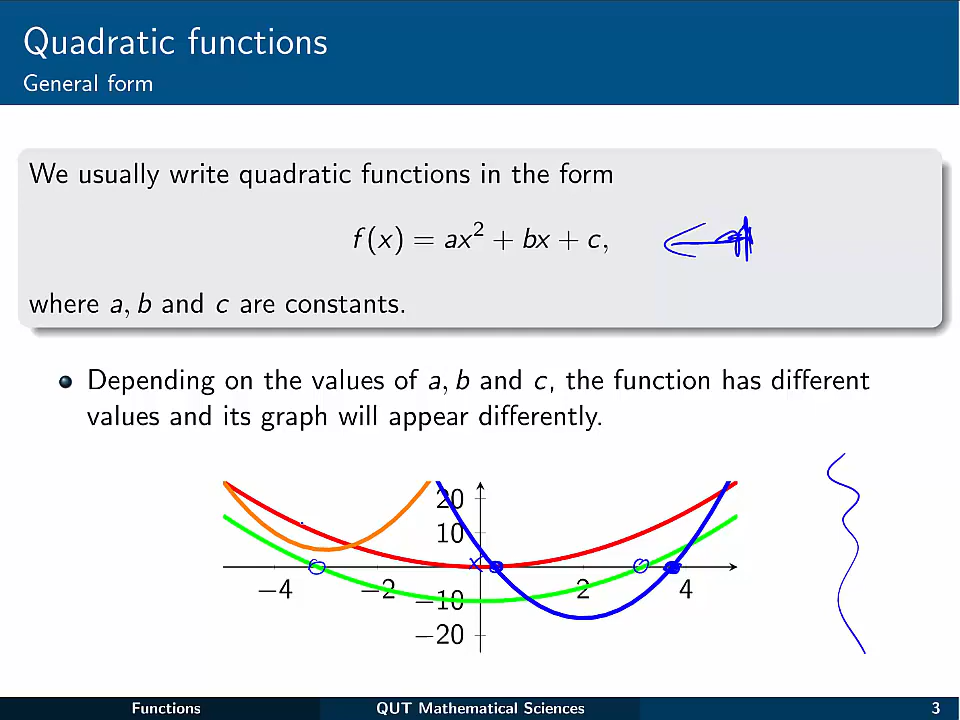 Quadratic functions
General form
We usually write quadratic functions in the form
f(x) = ax² + bx + c,
where a, b and c are constants.
Depending on the values of a, b and c, the function has different
values and its graph will appear differently.
20
10
x
−4 −2 2 4
−10
−20
Functions QUT Mathematical Sciences 3